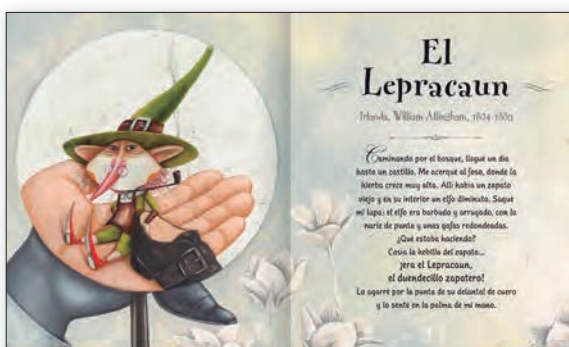 El
Lepracaun
Irlanda, William Allingham, 1824-1889
Caminando por el bosque, llegué un día
hasta un castillo. Me acerqué al foso, donde la
hierba crece muy alta. Allí había un zapato
viejo y en su interior un elfo diminuto. Saqué
mi lupa: el elfo era barbudo y arrugado, con la
nariz de punta y unas gafas redondeadas.
¿Qué estaba haciendo?
Cosía la hebilla del zapato...
¡era el Lepracaun,
el duendecillo zapatero!
Lo agarré por la punta de su delantal de cuero
y lo senté en la palma de mi mano.